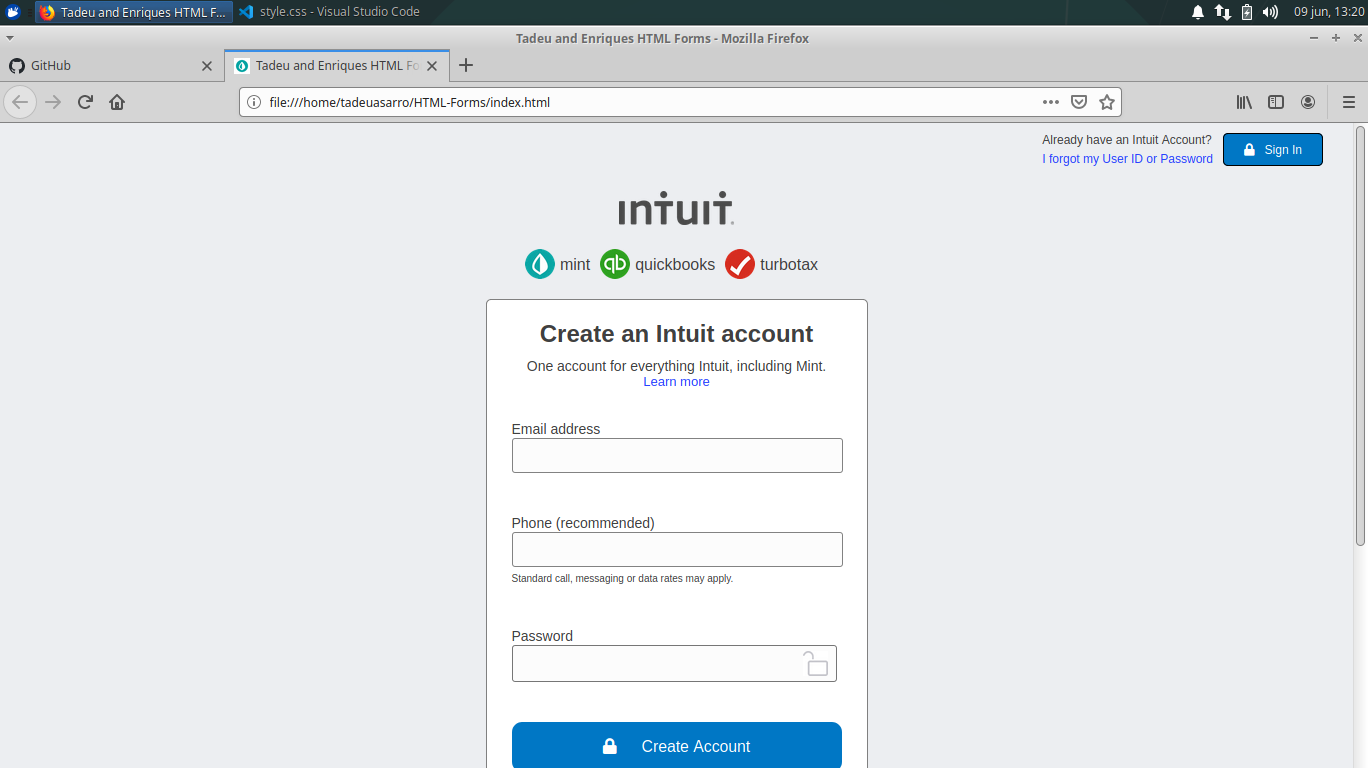 Tadeu and Enriques HTML F... style.css - Visual Studio Code 09 jun, 13:20
Tadeu and Enriques HTML Forms - Mozilla Firefox
GitHub Tadeu and Enriques HTML Fo
file:///home/tadeuasarro/HTML-Forms/index.html
Already have an Intuit Account?
I forgot my User ID or Password
Sign In
intuit.
mint qb quickbooks turbotax
Create an Intuit account
One account for everything Intuit, including Mint.
Learn more
Email address
Phone (recommended)
Standard call, messaging or data rates may apply.
Password
Create Account